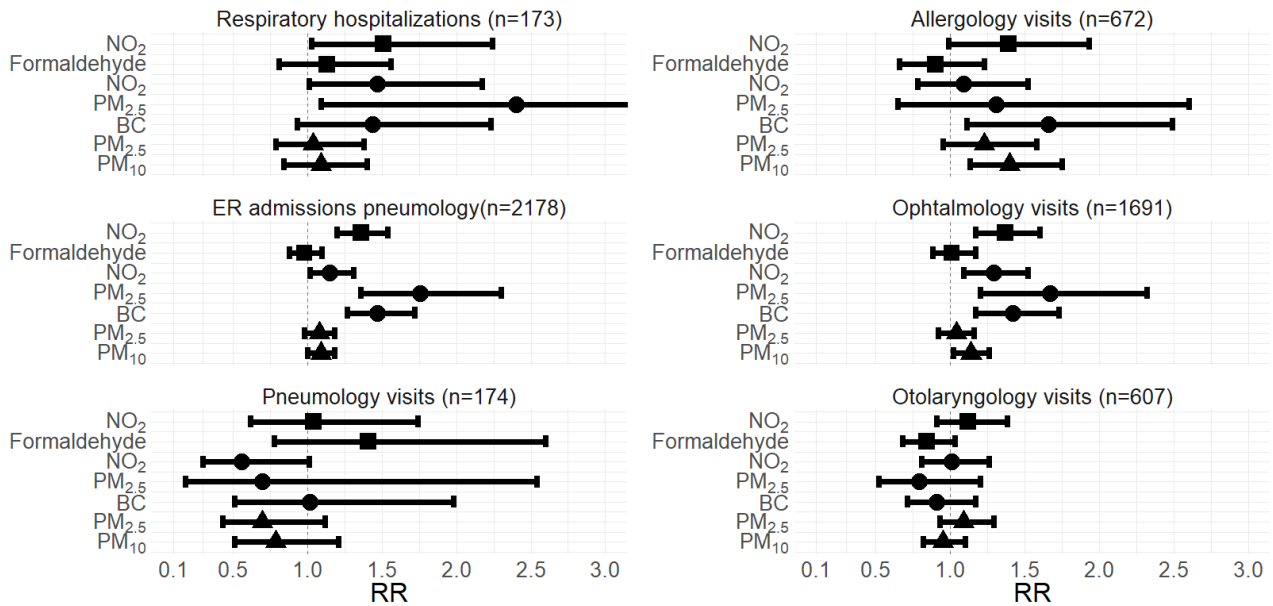 Respiratory hospitalizations (n=173)
NO2
Formaldehyde
NO2
PM2.5
BC
PM2.5
PM10
Allergology visits (n=672)
NO2
Formaldehyde
NO2
PM2.5
BC
PM2.5
PM10
ER admissions pneumology(n=2178)
NO2
Formaldehyde
NO2
PM2.5
BC
PM2.5
PM10
Ophtalmology visits (n=1691)
NO2
Formaldehyde
NO2
PM2.5
BC
PM2.5
PM10
Pneumology visits (n=174)
NO2
Formaldehyde
NO2
PM2.5
BC
PM2.5
PM10
0.1 0.5 1.0 1.5 2.0 2.5 3.0
RR
Otolaryngology visits (n=607)
NO2
Formaldehyde
NO2
PM2.5
BC
PM2.5
PM10
0.1 0.5 1.0 1.5 2.0 2.5 3.0
RR